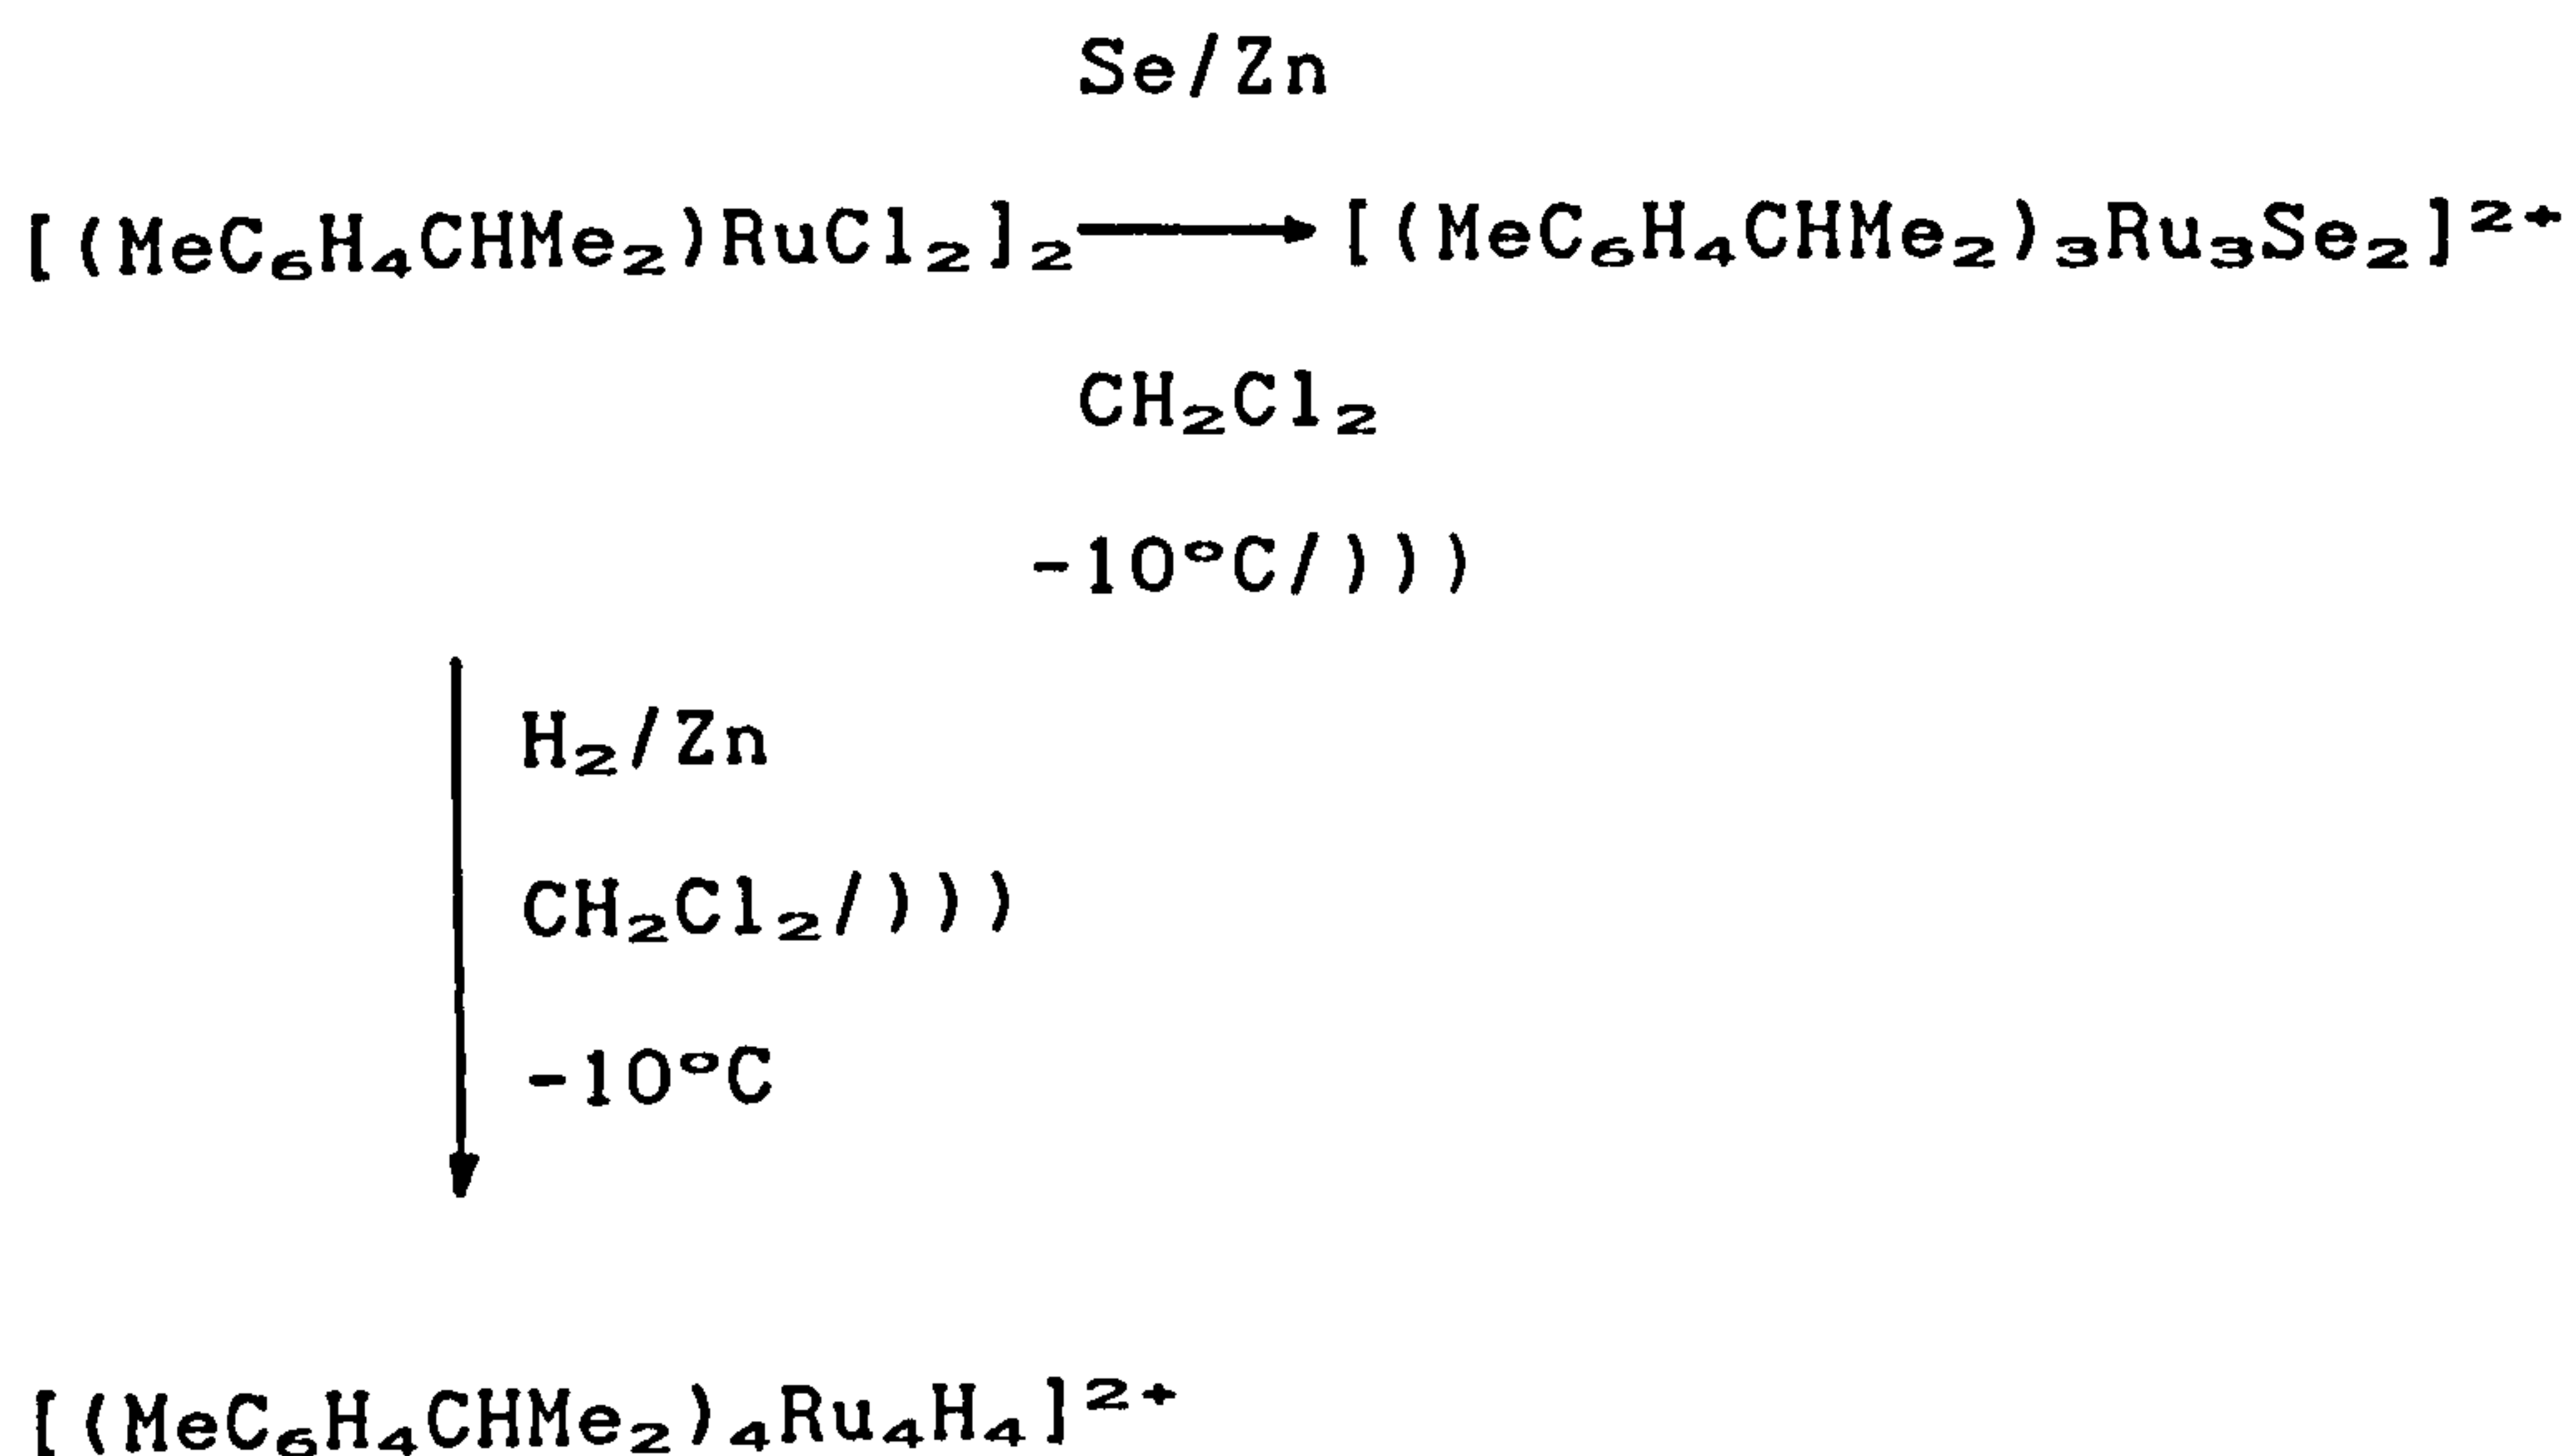 Se/Zn
[(MeC₆H₄CHMe₂)RuCl₂]₂ ⟶ [(MeC₆H₄CHMe₂)₃Ru₃Se₂]²⁺
CH₂Cl₂
-10°C/)))
H₂/Zn
CH₂Cl₂/)))
-10°C
[(MeC₆H₄CHMe₂)₄Ru₄H₄]²⁺